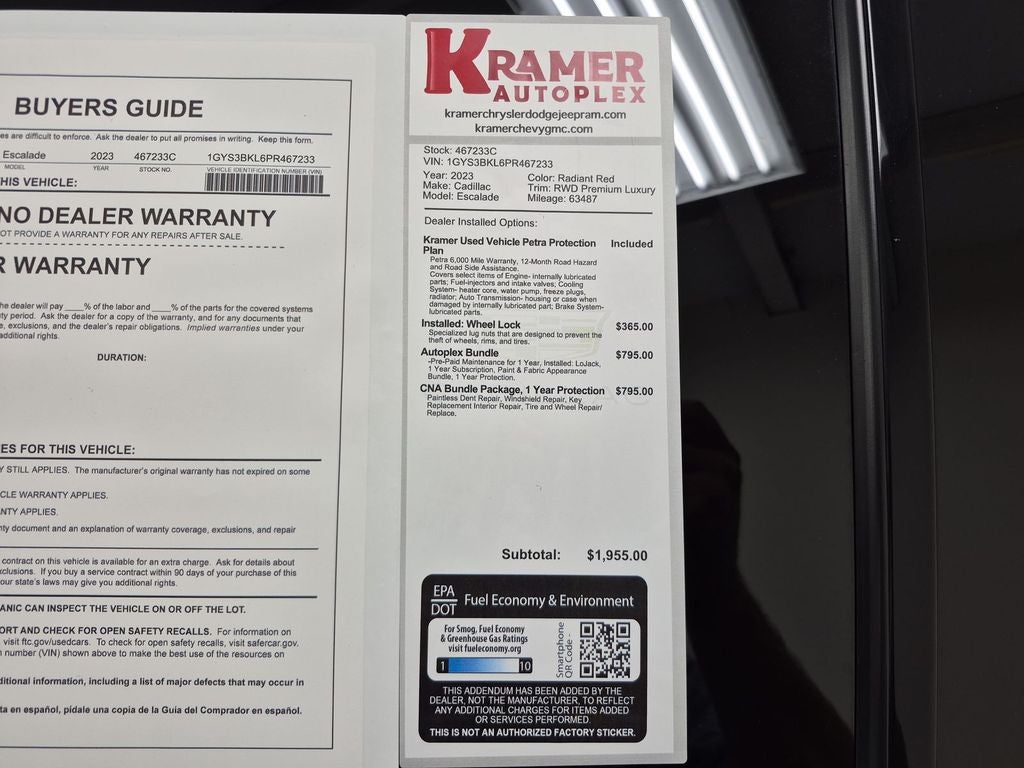 BUYERS GUIDE
es are difficult to enforce. Ask the dealer to put all promises in writing. Keep this form.
Escalade 2023 467233C 1GYS3BKL6PR467233
MODEL YEAR STOCK NO. VEHICLE IDENTIFICATION NUMBER (VIN)
HIS VEHICLE:
NO DEALER WARRANTY
OT PROVIDE A WARRANTY FOR ANY REPAIRS AFTER SALE.
R WARRANTY
he dealer will pay ____% of the labor and ____% of the parts for the covered systems
ty period. Ask the dealer for a copy of the warranty, and for any documents that
e, exclusions, and the dealer's repair obligations. Implied warranties under your
additional rights.
DURATION:
ES FOR THIS VEHICLE:
Y STILL APPLIES. The manufacturer's original warranty has not expired on some
CLE WARRANTY APPLIES.
NTY APPLIES.
nty document and an explanation of warranty coverage, exclusions, and repair
contract on this vehicle is available for an extra charge. Ask for details about
xclusions. If you buy a service contract within 90 days of your purchase of this
our state's laws may give you additional rights.
ANIC CAN INSPECT THE VEHICLE ON OR OFF THE LOT.
ORT AND CHECK FOR OPEN SAFETY RECALLS. For information on
visit ftc.gov/usedcars. To check for open safety recalls, visit safercar.gov.
n number (VIN) shown above to make the best use of the resources on
ditional information, including a list of major defects that may occur in
ta en español, pídale una copia de la Guía del Comprador en español.
KRAMER
AUTOPLEX
kramerchryslerdodgejeepram.com
kramerchevygmc.com
Stock: 467233C
VIN: 1GYS3BKL6PR467233
Year: 2023 Color: Radiant Red
Make: Cadillac Trim: RWD Premium Luxury
Model: Escalade Mileage: 63487
Dealer Installed Options:
Kramer Used Vehicle Petra Protection Included
Plan
Petra 6,000 Mile Warranty, 12-Month Road Hazard
and Road Side Assistance.
Covers select items of Engine- internally lubricated
parts; Fuel-injectors and intake valves; Cooling
System- heater core, water pump, freeze plugs,
radiator; Auto Transmission- housing or case when
damaged by internally lubricated part; Brake System-
lubricated parts.
Installed: Wheel Lock $365.00
Specialized lug nuts that are designed to prevent the
theft of wheels, rims, and tires.
Autoplex Bundle $795.00
-Pre-Paid Maintenance for 1 Year, Installed: LoJack,
1 Year Subscription, Paint & Fabric Appearance
Bundle, 1 Year Protection.
CNA Bundle Package, 1 Year Protection $795.00
Paintless Dent Repair, Windshield Repair, Key
Replacement Interior Repair, Tire and Wheel Repair/
Replace.
Subtotal: $1,955.00
EPA
DOT Fuel Economy & Environment
For Smog, Fuel Economy
& Greenhouse Gas Ratings
visit fueleconomy.org
1 10
Smartphone
QR Code -
THIS ADDENDUM HAS BEEN ADDED BY THE
DEALER, NOT THE MANUFACTURER, TO REFLECT
ANY ADDITIONAL CHARGES FOR ITEMS ADDED
OR SERVICES PERFORMED.
THIS IS NOT AN AUTHORIZED FACTORY STICKER.